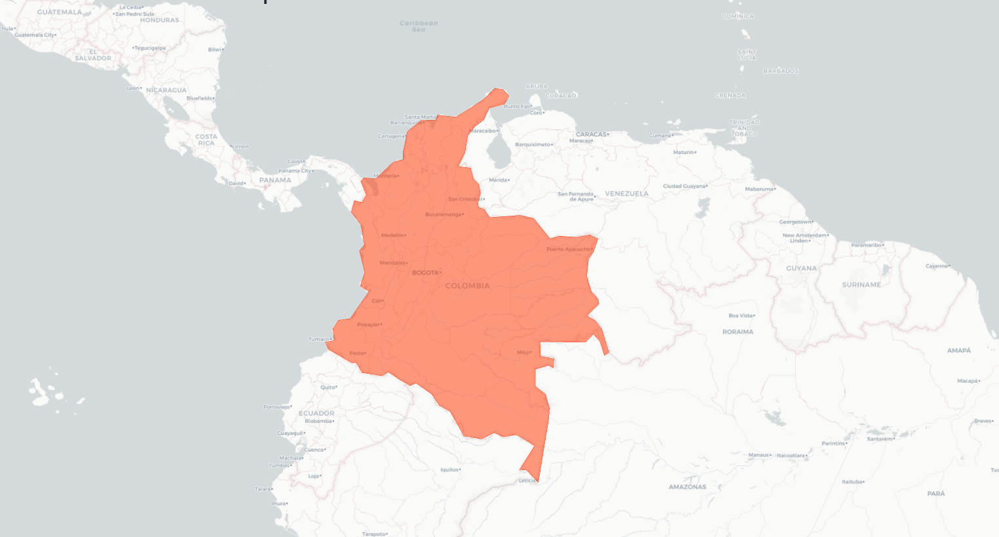 La Ceiba
GUATEMALA
San Pedro Sula
HONDURAS
Caribbean
Sea
DOMINICA
Guatemala City
Tegucigalpa
Bilwi
EL
SALVADOR
SAINT
LUCIA
BARBADOS
León
NICARAGUA
Bluefields
ARUBA
CURAÇAO
GRENADA
Punto Fijo
Coro
Santa Marta
Barranquilla
Maracaibo
TRINIDAD
AND
TOBAGO
COSTA
RICA
Limón
Cartagena
CARACAS
Maracay
Barquisimeto
Cumana
Maturín
Colón
Panama City
PANAMA
David
Montería
Mérida
Ciudad Guayana
Mabaruma
San Cristobal
San Fernando
de Apure
VENEZUELA
Bucaramanga
Georgetown
New Amsterdam
Linden
Medellín
Paramaribo
Puerto Ayacucho
Manizales
BOGOTA
GUYANA
Cayenne
COLOMBIA
SURINAME
Cali
Boa Vista
Popayán
RORAIMA
Tumaco
Pasto
Mitú
AMAPÁ
Macapá
Quito
Portoviejo
ECUADOR
Riobamba
Breves
Guayaquil
Santarém
Parintins
Cuenca
Manaus
Itacoatiara
Machala
Tumbes
Iquitos
Loja
Leticia
Itaituba
Talara
AMAZONAS
PARÁ
Piura
Tarapoto